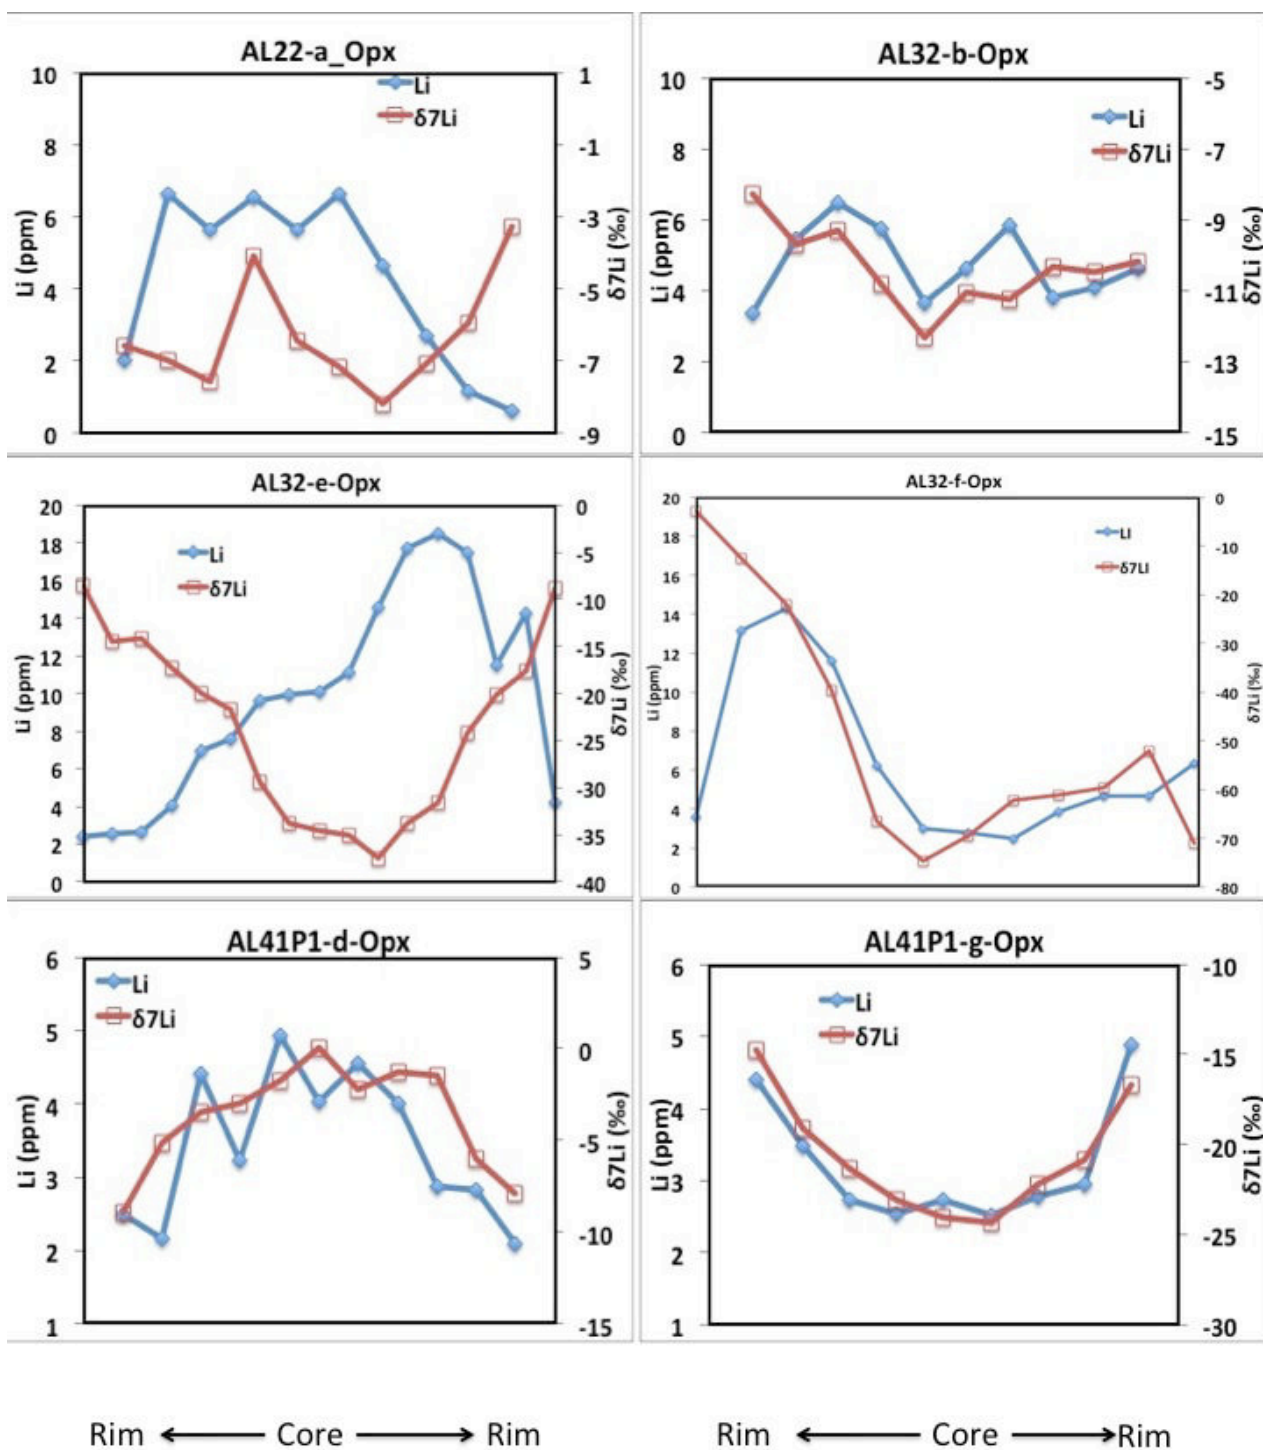 AL22-a_Opx
Li
δ7Li
Li (ppm)
10
8
6
4
2
0
1
-1
-3
-5
-7
-9
δ7Li (‰)
AL32-b-Opx
Li
δ7Li
Li (ppm)
10
8
6
4
2
0
-5
-7
-9
-11
-13
-15
δ7Li (‰)
AL32-e-Opx
Li
δ7Li
Li (ppm)
20
18
16
14
12
10
8
6
4
2
0
0
-5
-10
-15
-20
-25
-30
-35
-40
δ7Li (‰)
AL32-f-Opx
LI
δ7LI
Li (ppm)
20
18
16
14
12
10
8
6
4
2
0
0
-10
-20
-30
-40
-50
-60
-70
-80
δ7Li (‰)
AL41P1-d-Opx
Li
δ7Li
Li (ppm)
6
5
4
3
2
1
5
0
-5
-10
-15
δ7Li (‰)
AL41P1-g-Opx
Li
δ7Li
Li (ppm)
6
5
4
3
2
1
-10
-15
-20
-25
-30
δ7Li (‰)
Rim Core Rim
Rim Core Rim